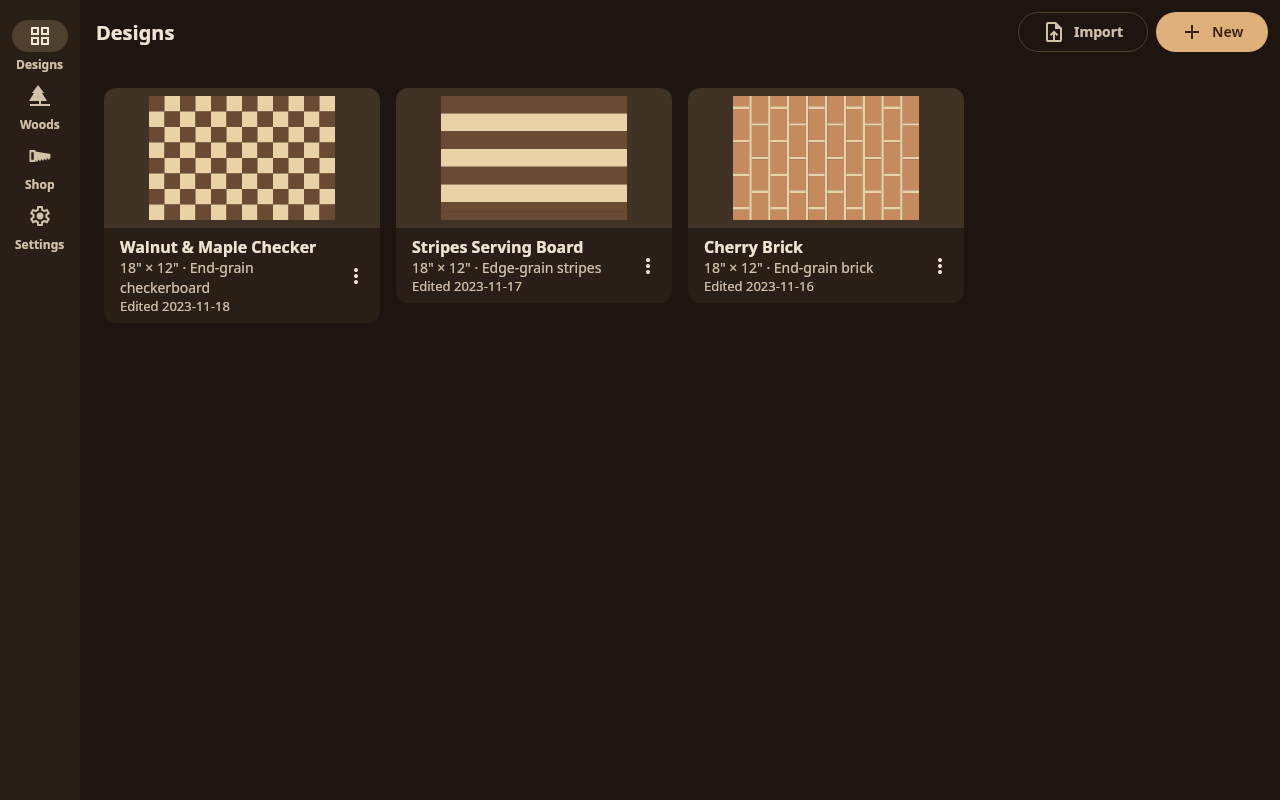 Designs
Import
New
Designs
Woods
Shop
Settings
Walnut & Maple Checker
18" × 12" · End-grain
checkerboard
Edited 2023-11-18
Stripes Serving Board
18" × 12" · Edge-grain stripes
Edited 2023-11-17
Cherry Brick
18" × 12" · End-grain brick
Edited 2023-11-16